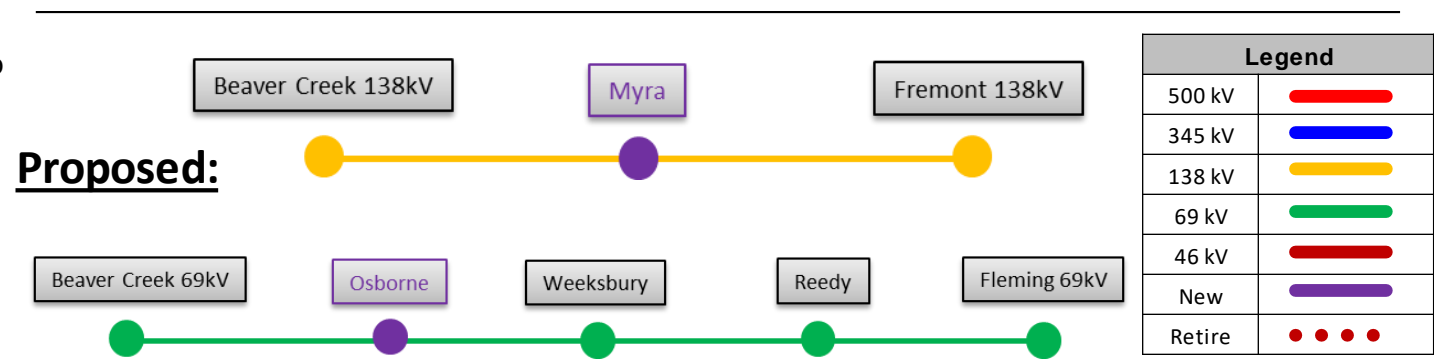 Beaver Creek 138kV
Myra
Fremont 138kV
Proposed:
Beaver Creek 69kV
Osborne
Weeksbury
Reedy
Fleming 69kV
Legend
500 kV
345 kV
138 kV
69 kV
46 kV
New
Retire